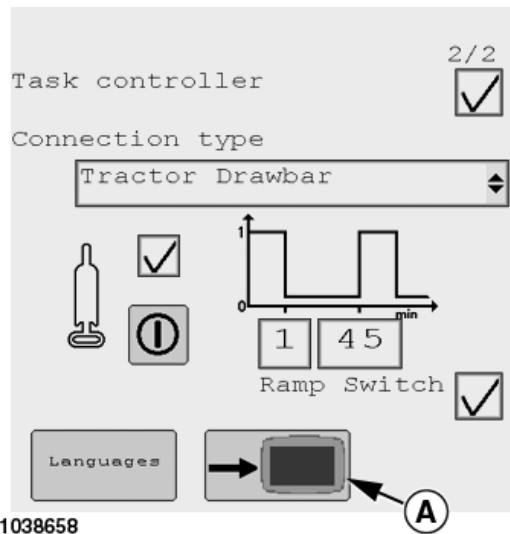 2/2
Task controller
Connection type
Tractor Drawbar
1
0
min
1 45
Ramp Switch
Languages
A
1038658